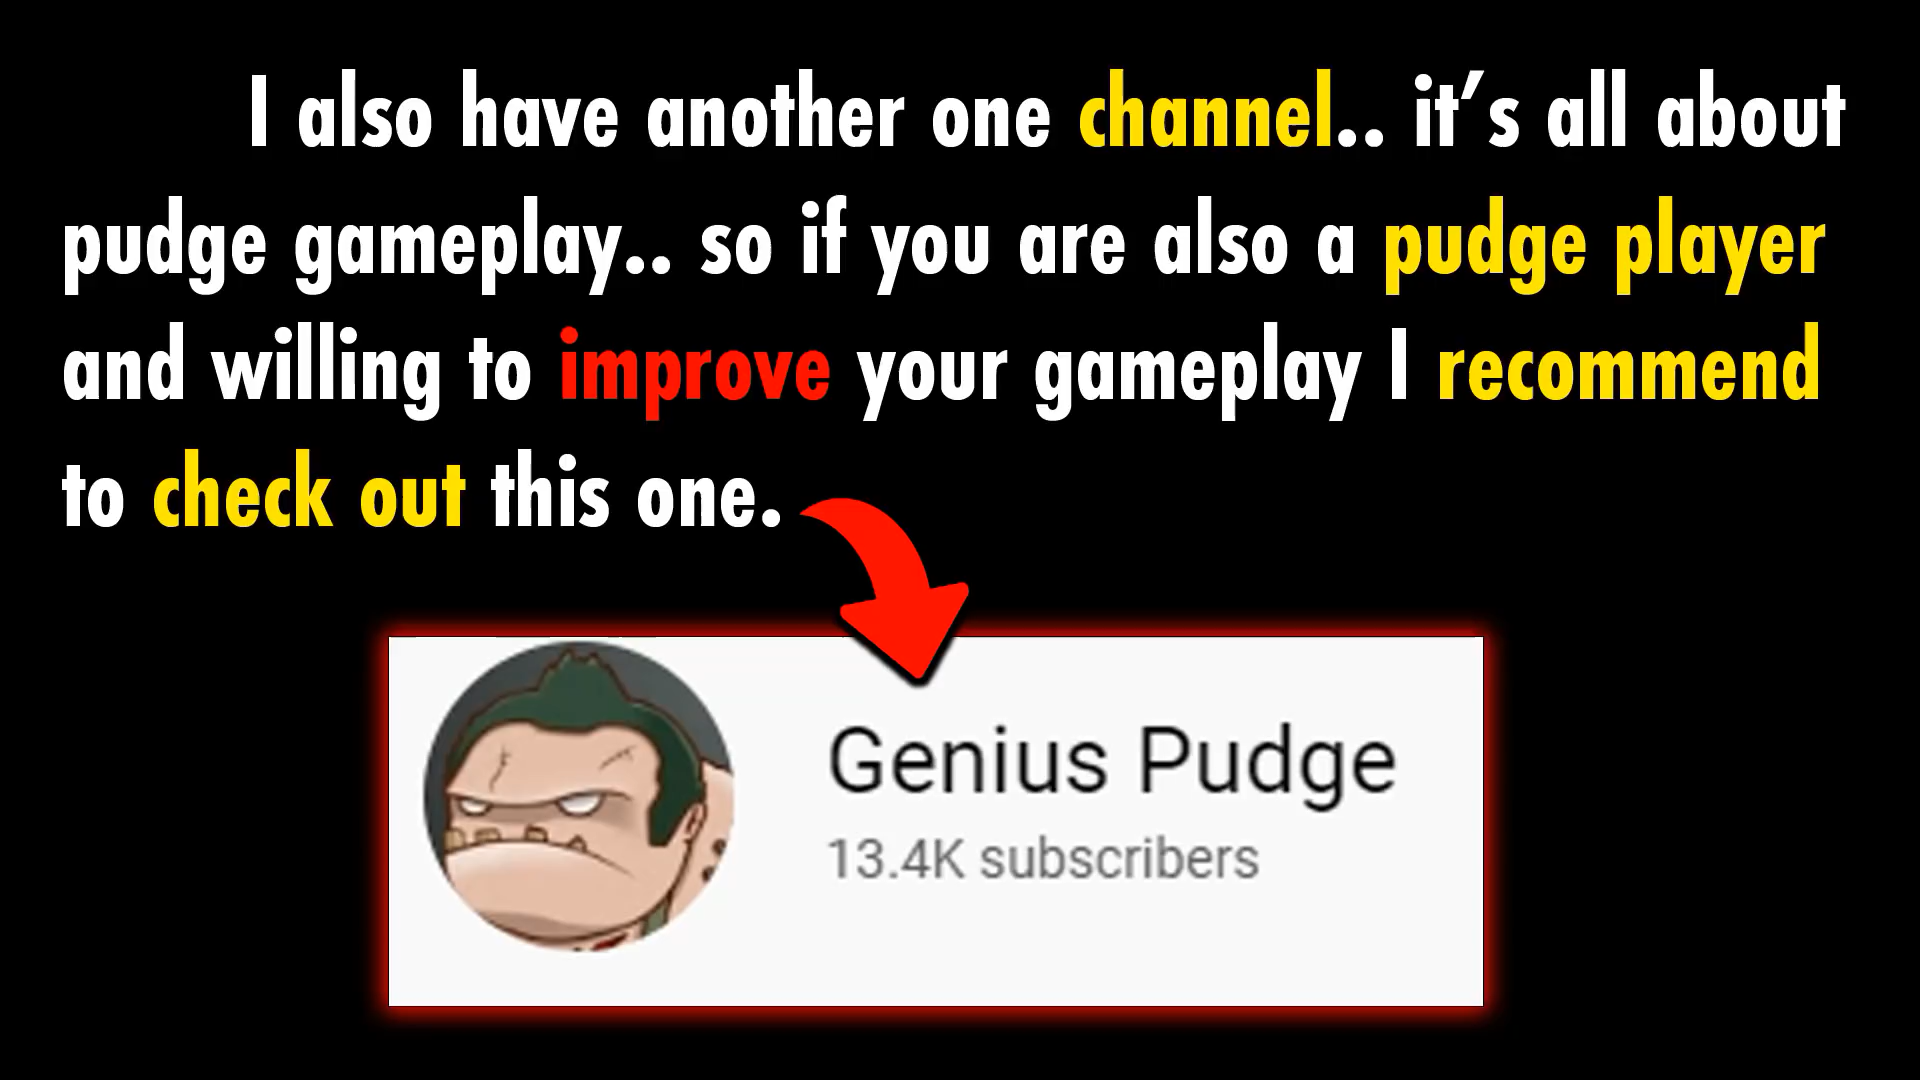 I also have another one channel.. it’s all about
pudge gameplay.. so if you are also a pudge player
and willing to improve your gameplay I recommend
to check out this one.
Genius Pudge
13.4K subscribers